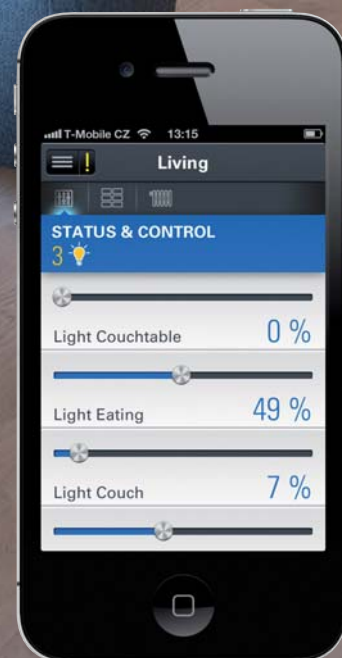 T-Mobile CZ 13:15
!
Living
STATUS & CONTROL
3
Light Couchtable 0 %
Light Eating 49 %
Light Couch 7 %